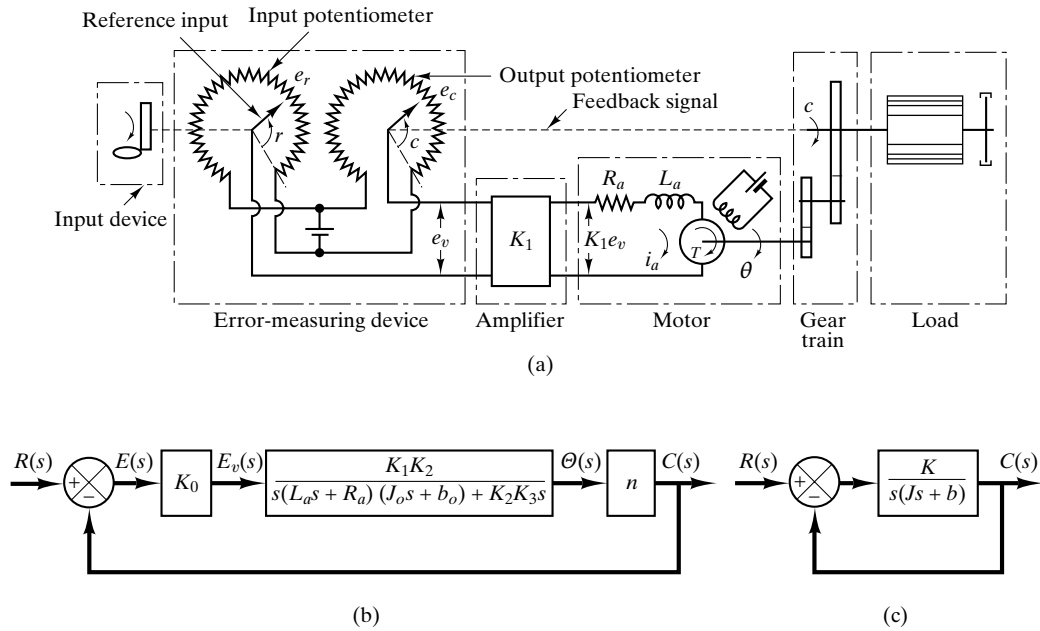 Reference input
Input potentiometer
e_r
e_c
Output potentiometer
Feedback signal
r
c
c
Input device
R_a
L_a
e_v
K_1
K_1e_v
i_a
T
θ
Error-measuring device
Amplifier
Motor
Gear
train
Load
(a)
R(s)
+
−
E(s)
K_0
E_v(s)
K_1K_2
s(L_as + R_a) (J_os + b_o) + K_2K_3s
Θ(s)
n
C(s)
(b)
R(s)
+
−
K
s(Js + b)
C(s)
(c)